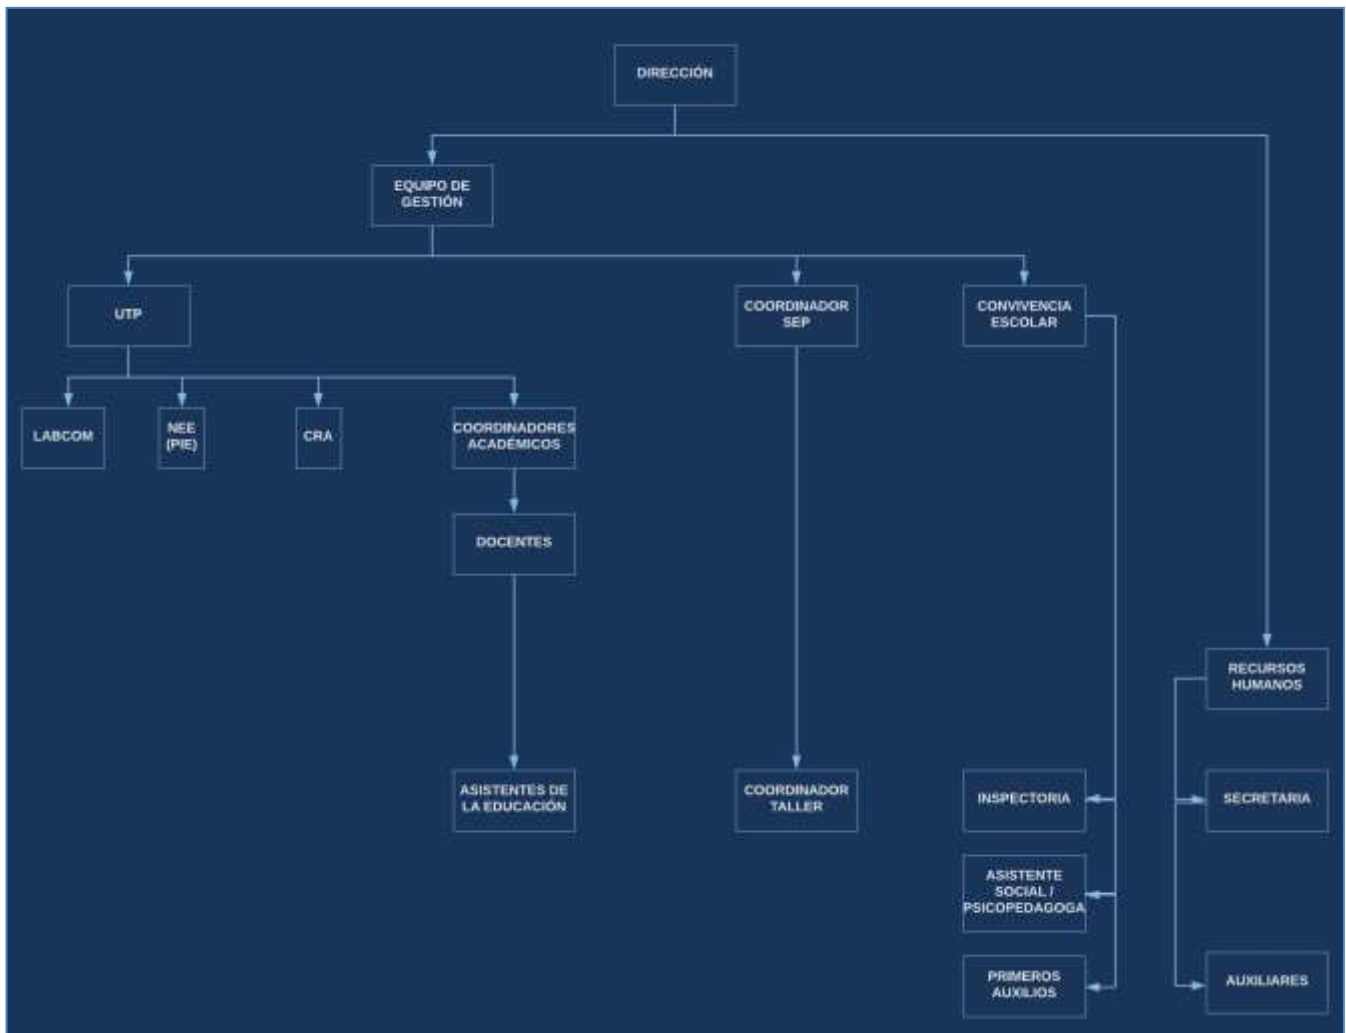 DIRECCIÓN
EQUIPO DE
GESTIÓN
UTP
COORDINADOR
SEP
CONVIVENCIA
ESCOLAR
LABCOM
NEE
(PIE)
CRA
COORDINADORES
ACADÉMICOS
DOCENTES
RECURSOS
HUMANOS
ASISTENTES DE
LA EDUCACIÓN
COORDINADOR
TALLER
INSPECTORIA
SECRETARIA
ASISTENTE
SOCIAL /
PSICOPEDAGOGA
PRIMEROS
AUXILIOS
AUXILIARES